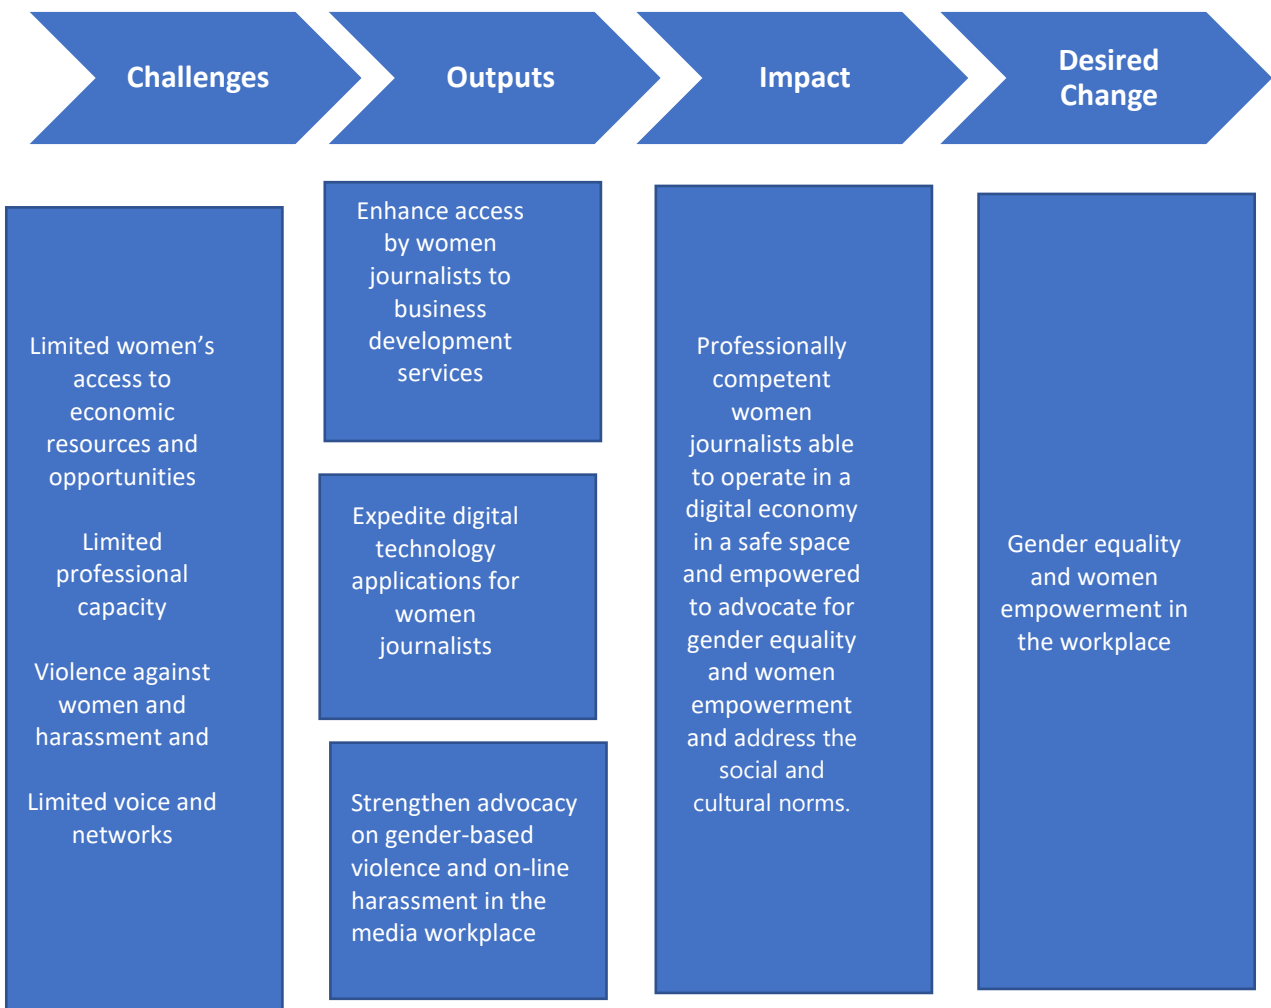 Challenges
Outputs
Impact
Desired
Change
Limited women’s
access to
economic
resources and
opportunities
Limited
professional
capacity
Violence against
women and
harassment and
Limited voice and
networks
Enhance access
by women
journalists to
business
development
services
Expedite digital
technology
applications for
women
journalists
Strengthen advocacy
on gender-based
violence and on-line
harassment in the
media workplace
Professionally
competent
women
journalists able
to operate in a
digital economy
in a safe space
and empowered
to advocate for
gender equality
and women
empowerment
and address the
social and
cultural norms.
Gender equality
and women
empowerment in
the workplace